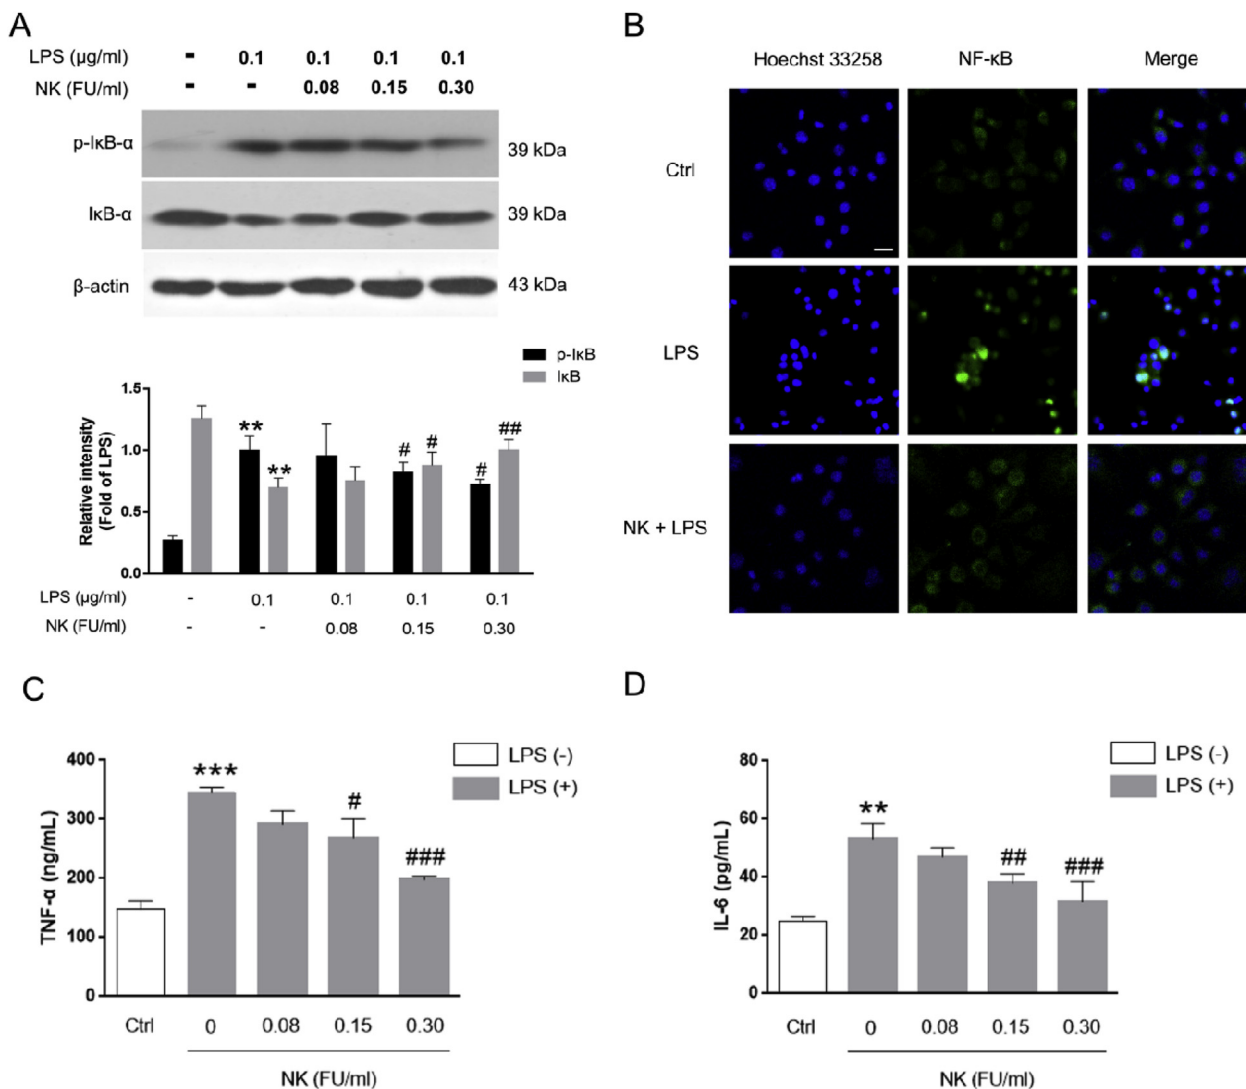 A
LPS (µg/ml) - 0.1 0.1 0.1 0.1
NK (FU/ml) - - 0.08 0.15 0.30
p-IκB-α 39 kDa
IκB-α 39 kDa
β-actin 43 kDa
p-IκB
IκB
Relative intensity
(Fold of LPS)
1.5
1.0
0.5
0.0
** ** # # # ##
LPS (µg/ml) - 0.1 0.1 0.1 0.1
NK (FU/ml) - - 0.08 0.15 0.30
B
Hoechst 33258 NF-κB Merge
Ctrl
LPS
NK + LPS
C
LPS (-)
LPS (+)
TNF-α (ng/mL)
400
300
200
100
0
*** # ###
Ctrl 0 0.08 0.15 0.30
NK (FU/ml)
D
LPS (-)
LPS (+)
IL-6 (pg/mL)
80
60
40
20
0
** ## ###
Ctrl 0 0.08 0.15 0.30
NK (FU/ml)